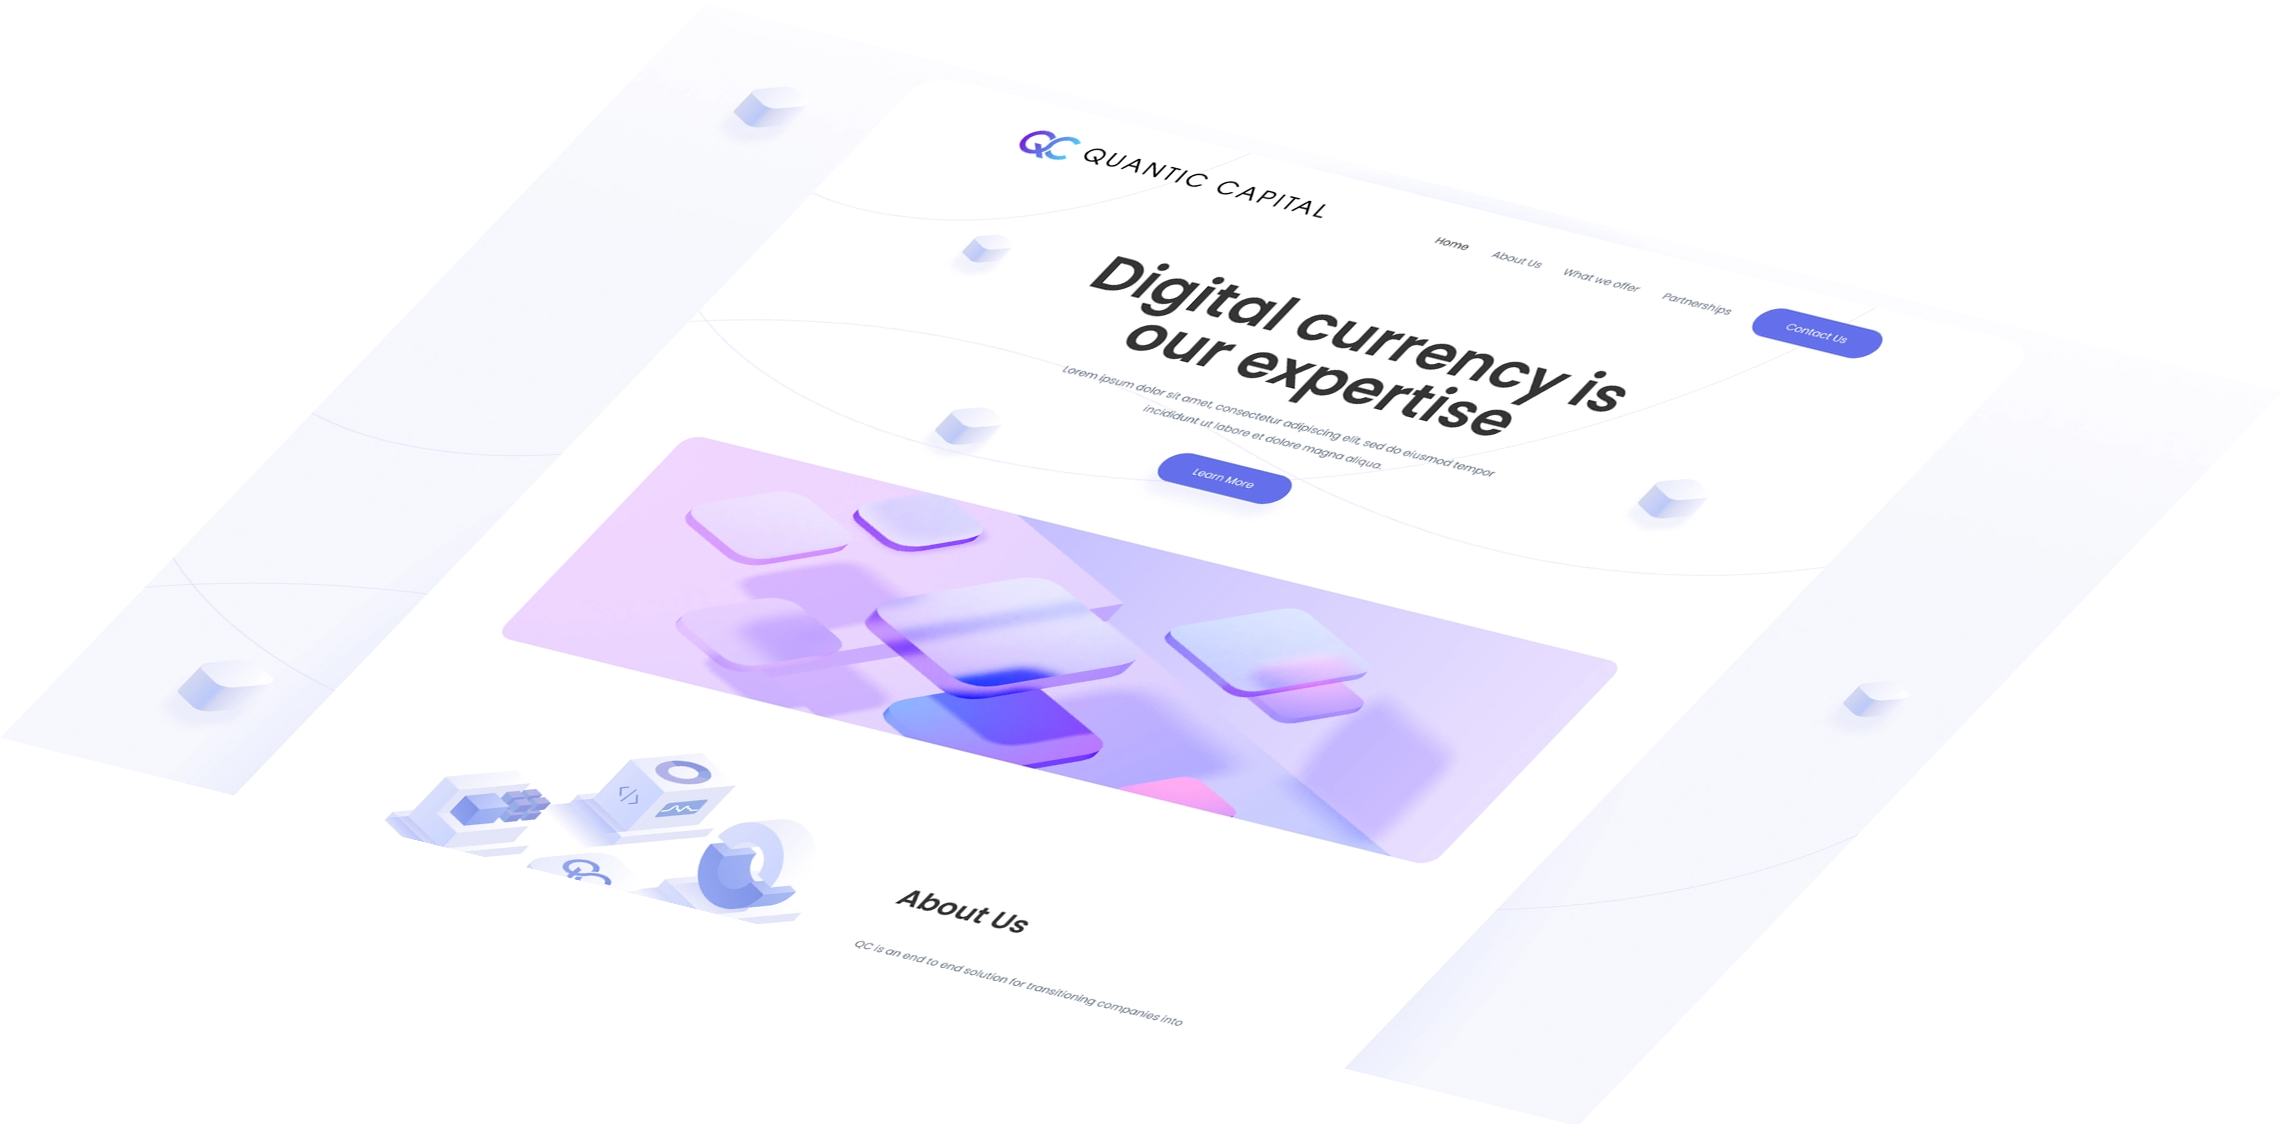 QC QUANTIC CAPITAL
Home
About Us
What we offer
Partnerships
Contact Us
Digital currency is
our expertise
Lorem ipsum dolor sit amet, consectetur adipiscing elit, sed do eiusmod tempor
incididunt ut labore et dolore magna aliqua.
Learn More
</>
QC
About Us
QC is an end to end solution for transitioning companies into